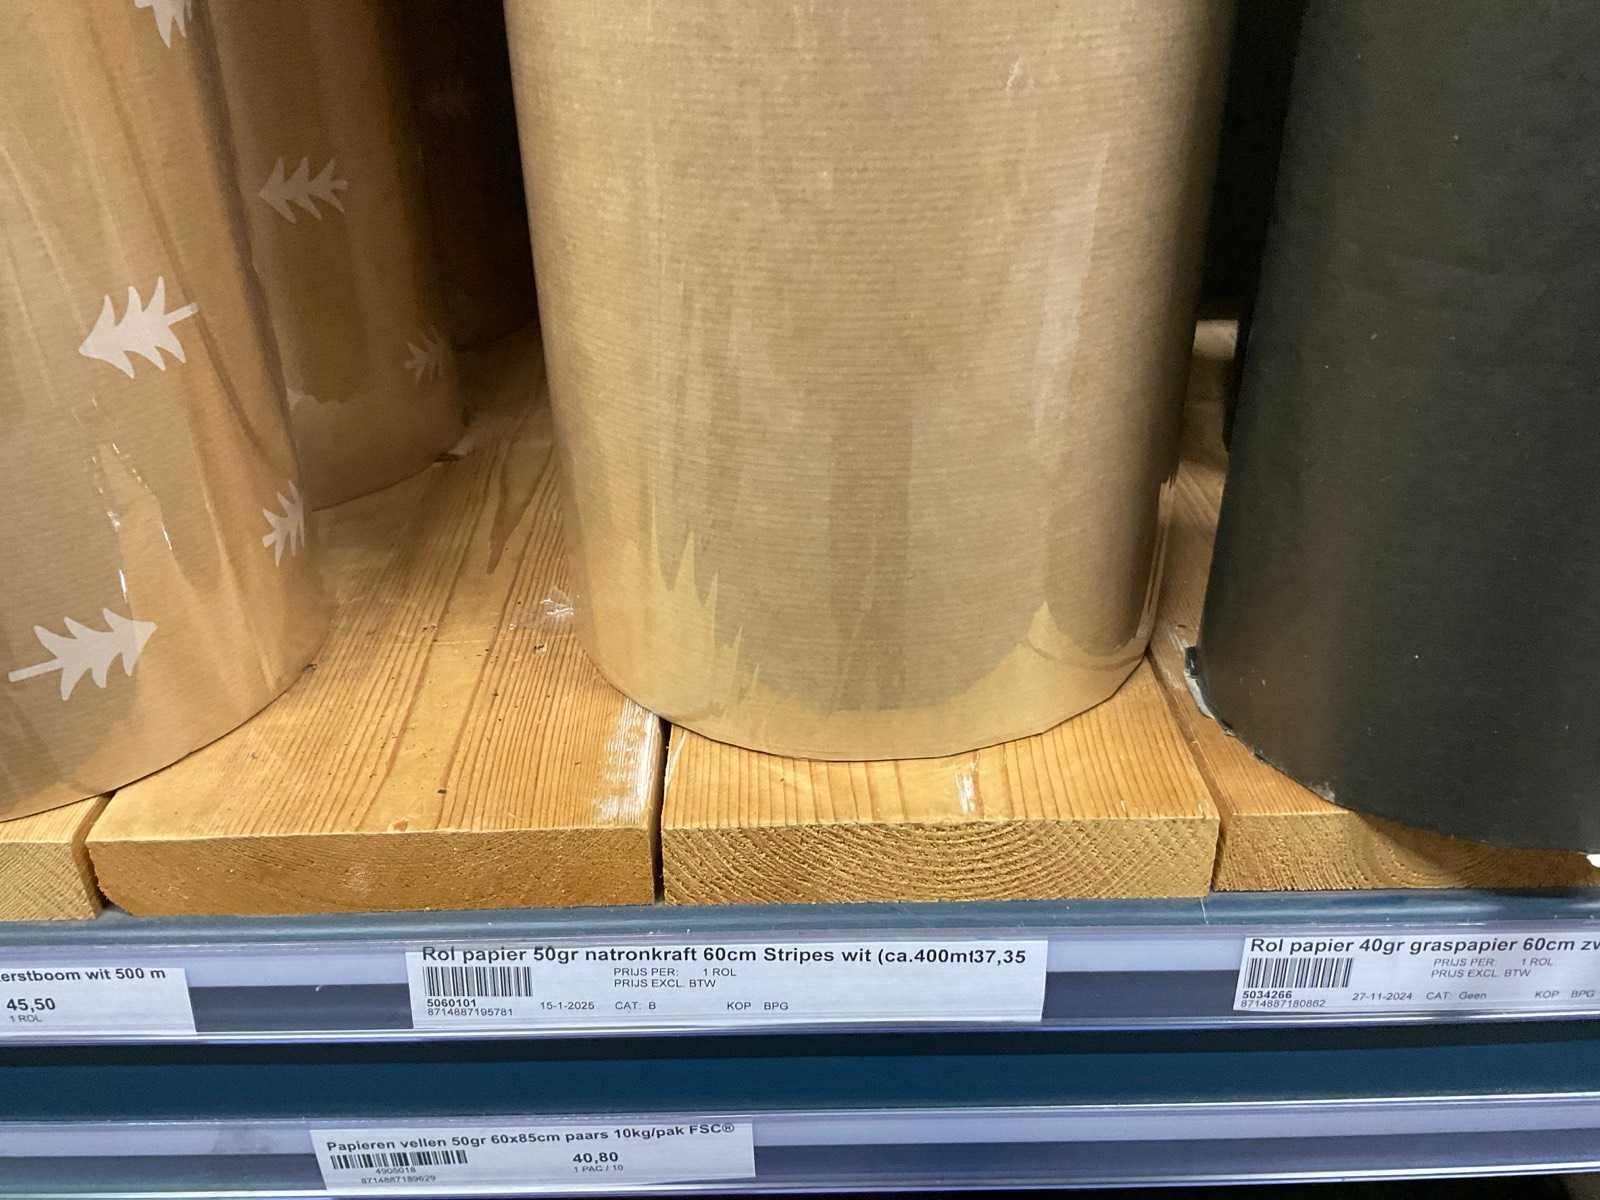 erstboom wit 500 m
45,50
1 ROL
Rol papier 50gr natronkraft 60cm Stripes wit (ca.400m 37,35
PRIJS PER: 1 ROL
PRIJS EXCL. BTW
5060101 15-1-2025 CAT: B KOP BPG
8714887195781
Rol papier 40gr graspapier 60cm zw
PRIJS PER: 1 ROL
PRIJS EXCL. BTW
5034266 27-11-2024 CAT: Geen KOP BPG
8714887180862
Papieren vellen 50gr 60x85cm paars 10kg/pak FSC®
40,80
4905018 1 PAC / 10
8714887189629